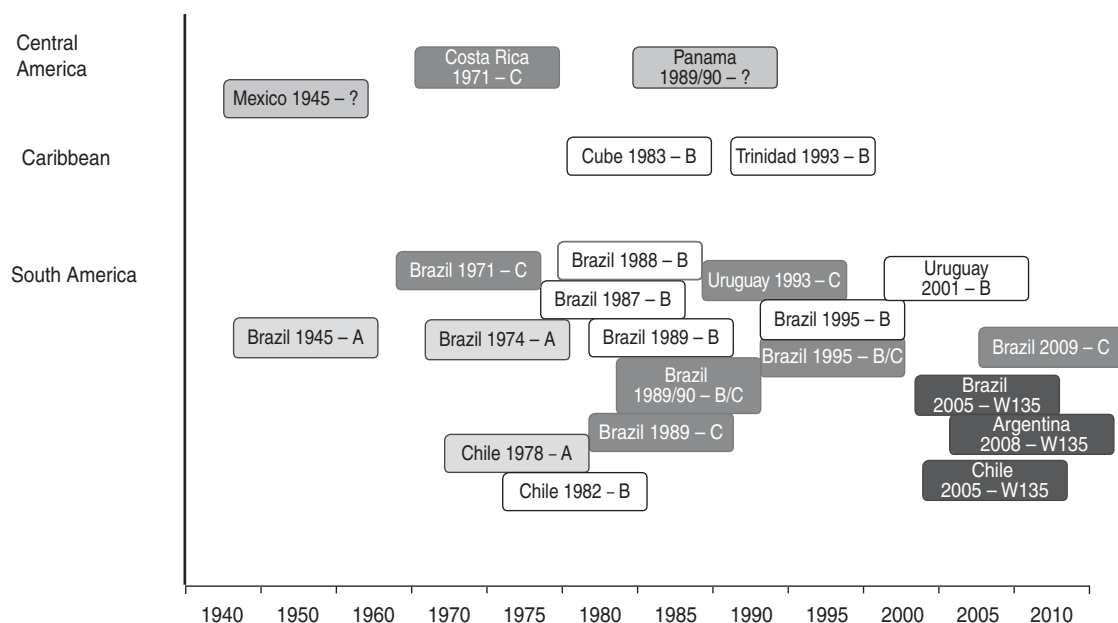 Central
America
Costa Rica
1971 – C
Panama
1989/90 – ?
Mexico 1945 – ?
Caribbean
Cube 1983 – B
Trinidad 1993 – B
South America
Brazil 1971 – C
Brazil 1988 – B
Uruguay 1993 – C
Uruguay
2001 – B
Brazil 1987 – B
Brazil 1945 – A
Brazil 1974 – A
Brazil 1989 – B
Brazil 1995 – B
Brazil 1995 – B/C
Brazil 2009 – C
Brazil
1989/90 – B/C
Brazil
2005 – W135
Brazil 1989 – C
Argentina
2008 – W135
Chile 1978 – A
Chile 1982 – B
Chile
2005 – W135
1940 1950 1960 1970 1975 1980 1985 1990 1995 2000 2005 2010